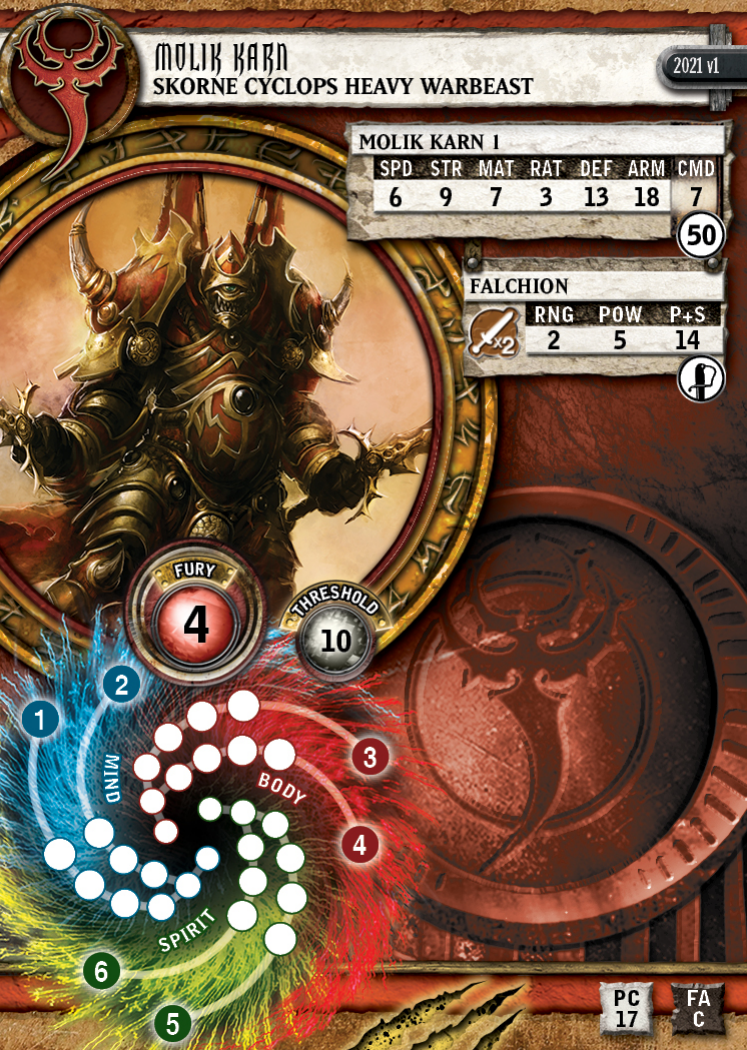 MOLIK KARN
SKORNE CYCLOPS HEAVY WARBEAST
2021 v1
MOLIK KARN 1
SPD STR MAT RAT DEF ARM CMD
6 9 7 3 13 18 7
50
FALCHION
RNG POW P+S
x2 2 5 14
FURY
4
THRESHOLD
10
1
2
MIND
3
BODY
4
SPIRIT
6
5
PC
17
FA
C